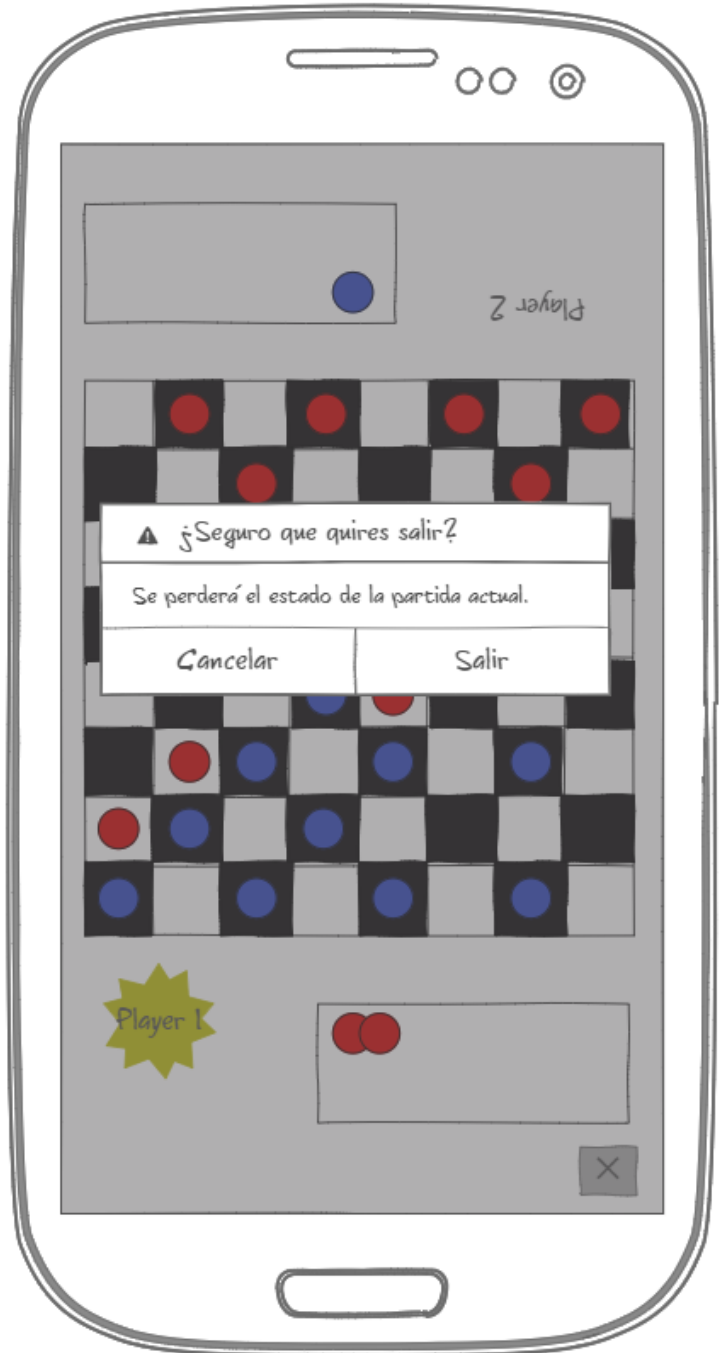 Player 2
¿Seguro que quires salir?
Se perderá el estado de la partida actual.
Cancelar
Salir
Player 1